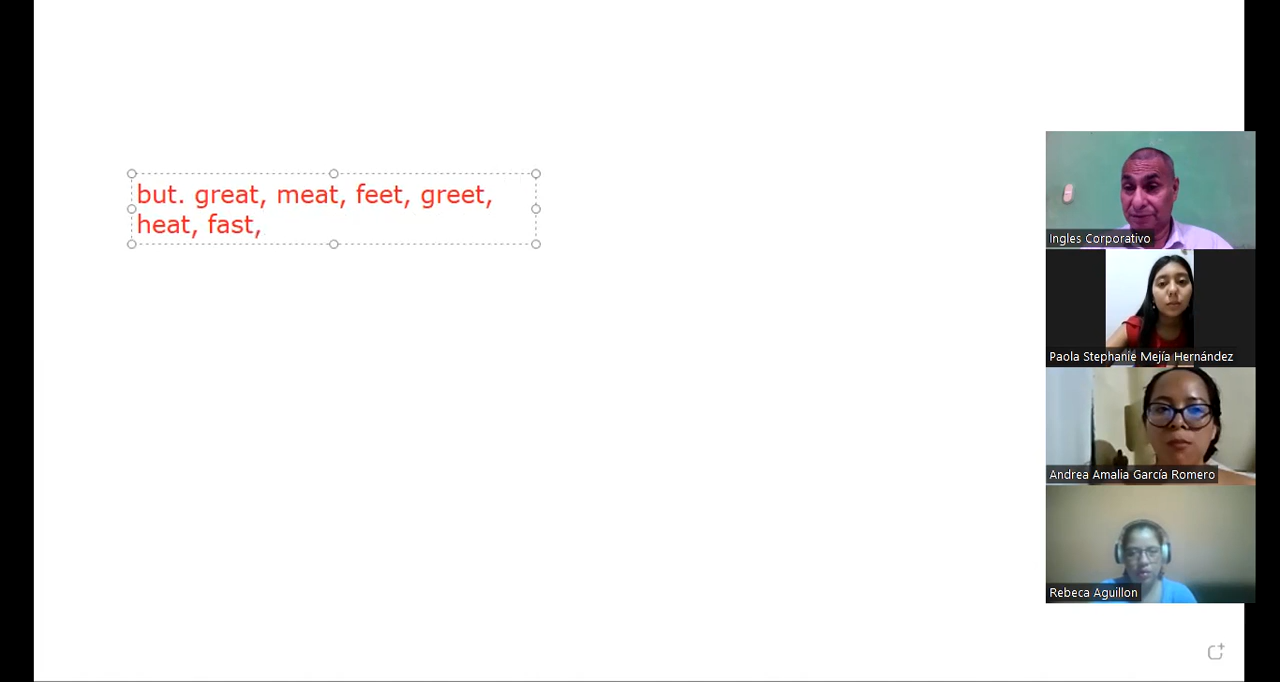 but. great, meat, feet, greet,
heat, fast,
Ingles Corporativo
Paola Stephanie Mejía Hernández
Andrea Amalia García Romero
Rebeca Aguillon